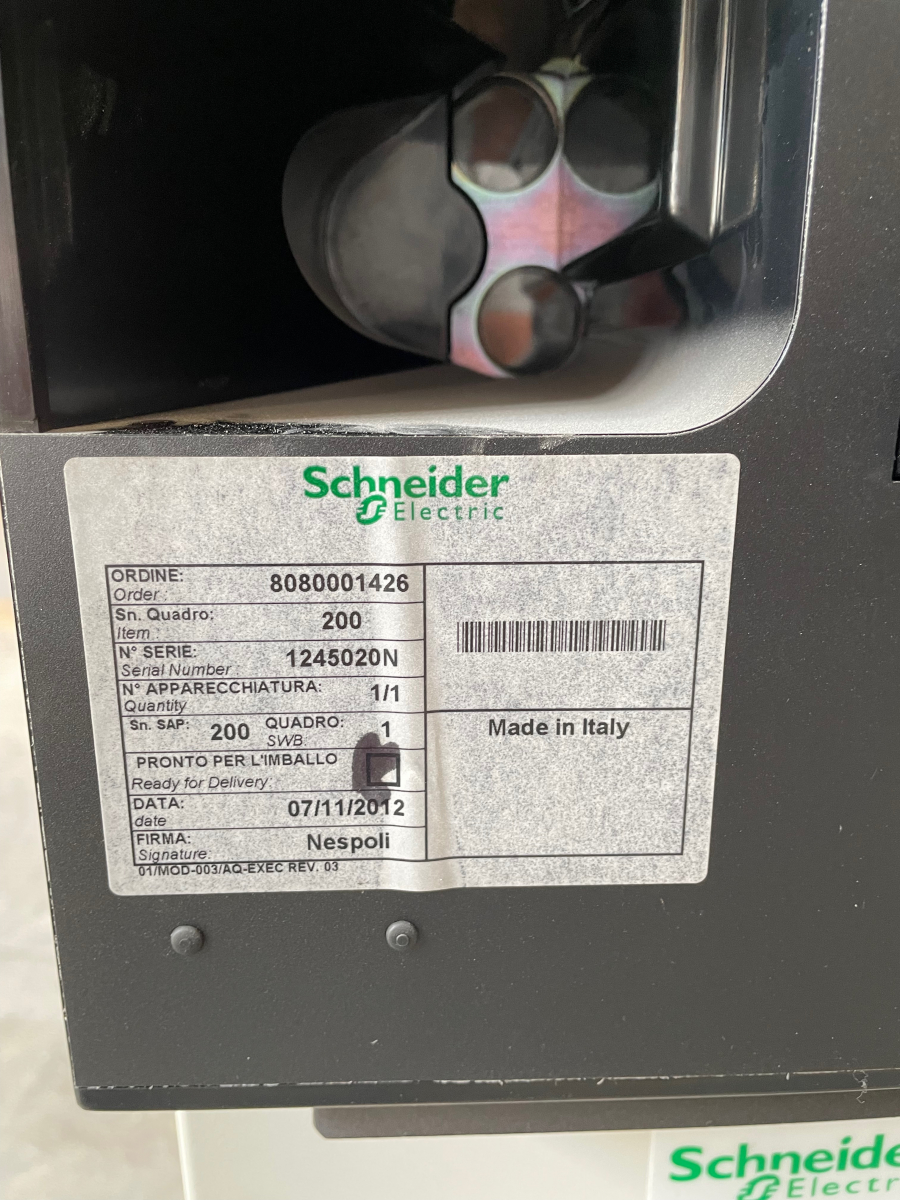 Schneider
Electric
ORDINE: 8080001426
Order :
Sn. Quadro: 200
Item :
N° SERIE: 1245020N
Serial Number
N° APPARECCHIATURA: 1/1
Quantity
Sn. SAP: 200 QUADRO: 1
SWB.
PRONTO PER L'IMBALLO
Ready for Delivery:
DATA: 07/11/2012
date
FIRMA: Nespoli
Signature:
01/MOD-003/AQ-EXEC REV. 03
Made in Italy
Schneide
Electr